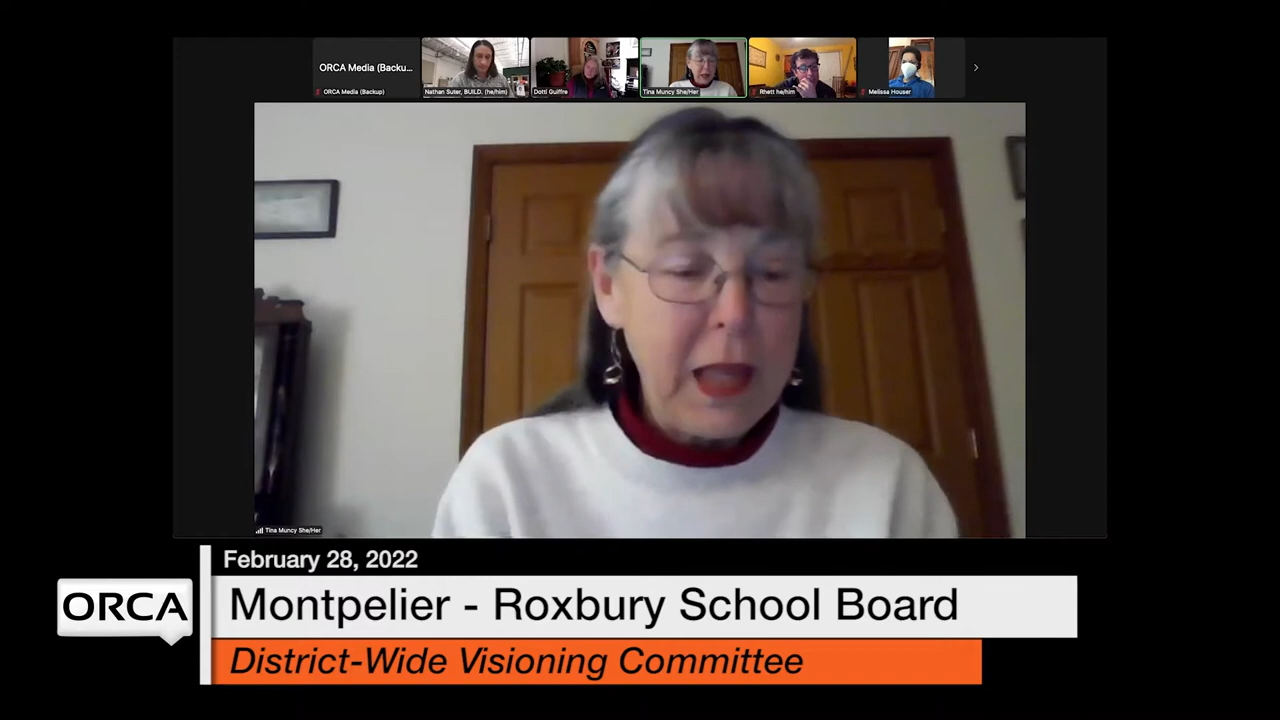 ORCA Media (Backu...
ORCA Media (Backup)
Nathan Suter, BUILD. (he/him)
Dotti Guiffre
Tina Muncy She/Her
Rhett he/him
Melissa Houser
Tina Muncy She/Her
February 28, 2022
ORCA
Montpelier - Roxbury School Board
District-Wide Visioning Committee